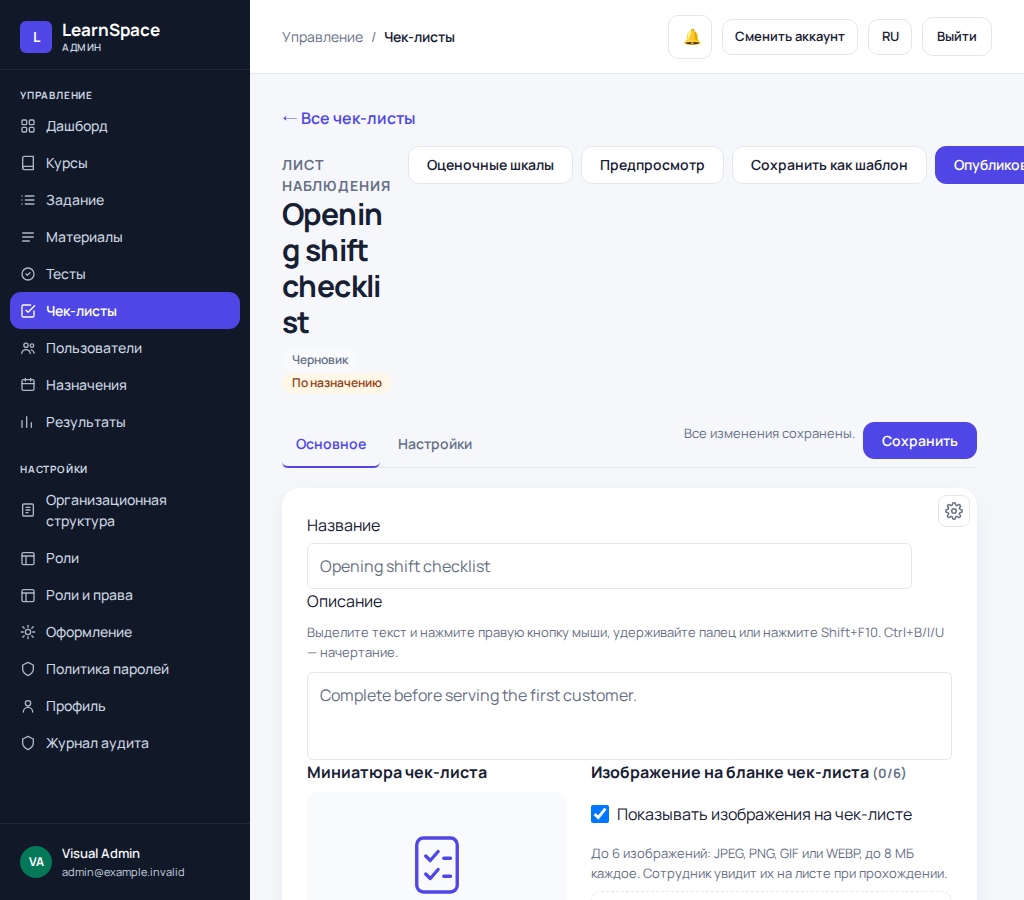 L
LearnSpace
АДМИН
УПРАВЛЕНИЕ
Дашборд
Курсы
Задание
Материалы
Тесты
Чек-листы
Пользователи
Назначения
Результаты
НАСТРОЙКИ
Организационная
структура
Роли
Роли и права
Оформление
Политика паролей
Профиль
Журнал аудита
VA
Visual Admin
admin@example.invalid
Управление / Чек-листы
Сменить аккаунт
RU
Выйти
← Все чек-листы
ЛИСТ
НАБЛЮДЕНИЯ
Openin
g shift
checkli
st
Черновик
По назначению
Оценочные шкалы
Предпросмотр
Сохранить как шаблон
Опубликов
Основное
Настройки
Все изменения сохранены.
Сохранить
Название
Opening shift checklist
Описание
Выделите текст и нажмите правую кнопку мыши, удерживайте палец или нажмите Shift+F10. Ctrl+B/I/U
— начертание.
Complete before serving the first customer.
Миниатюра чек-листа
Изображение на бланке чек-листа (0/6)
Показывать изображения на чек-листе
До 6 изображений: JPEG, PNG, GIF или WEBP, до 8 МБ
каждое. Сотрудник увидит их на листе при прохождении.